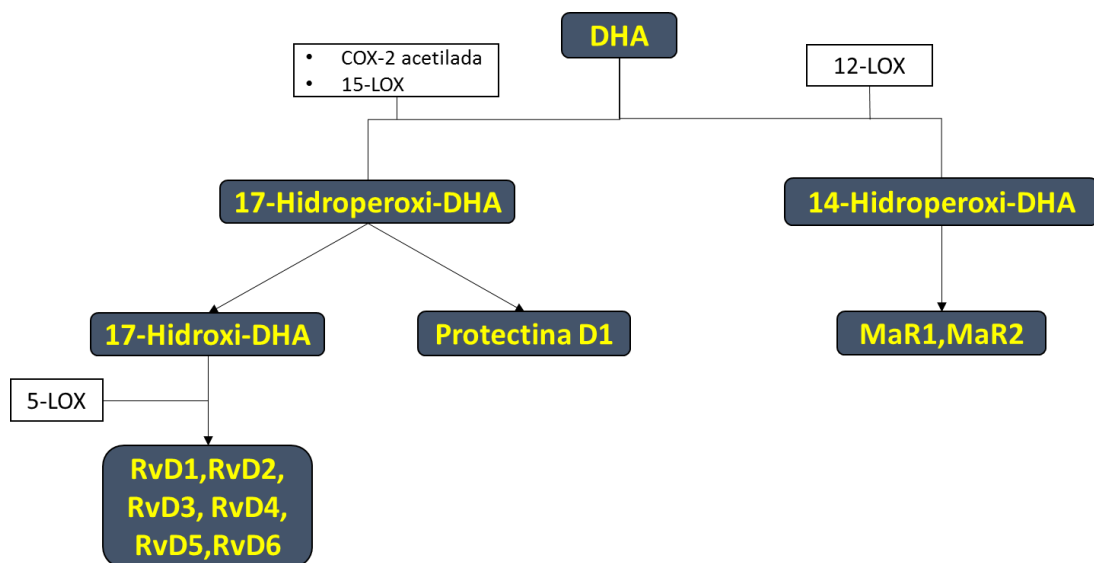 DHA
• COX-2 acetilada
• 15-LOX
12-LOX
17-Hidroperoxi-DHA
14-Hidroperoxi-DHA
17-Hidroxi-DHA
Protectina D1
MaR1,MaR2
5-LOX
RvD1,RvD2,
RvD3, RvD4,
RvD5,RvD6